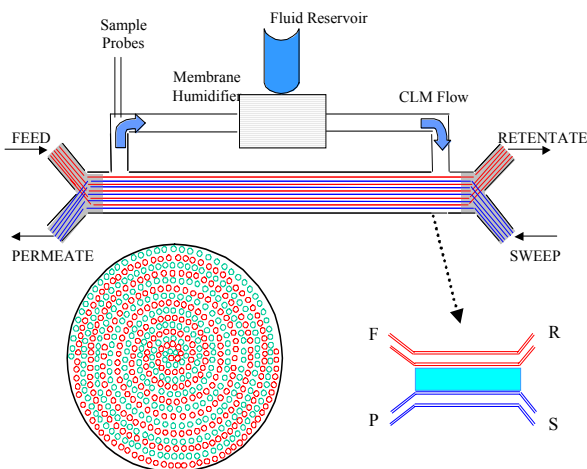 Fluid Reservoir
Sample
Probes
Membrane
Humidifier
CLM Flow
FEED
RETENTATE
PERMEATE
SWEEP
F
R
P
S